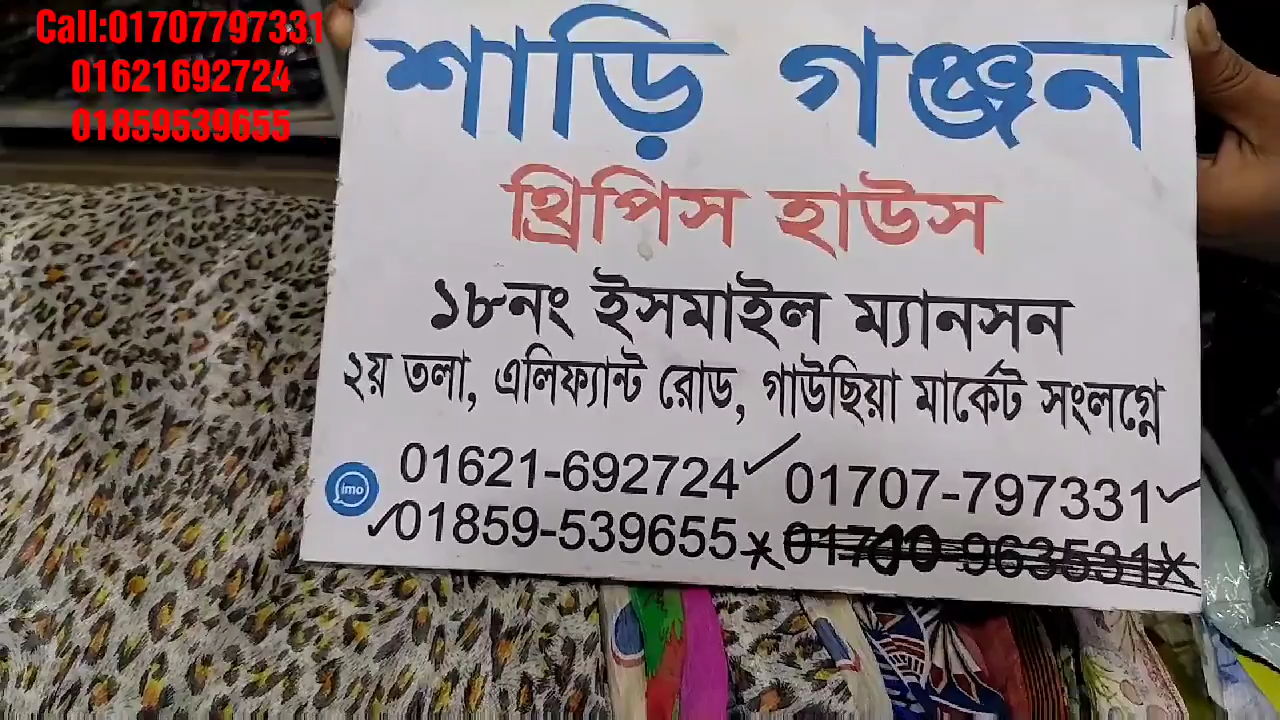 Call:01707797331
01621692724
01859539655
শাড়ি গঞ্জন
থ্রিপিস হাউস
১৮নং ইসমাইল ম্যানসন
২য় তলা, এলিফ্যান্ট রোড, গাউছিয়া মার্কেট সংলগ্নে
01621-692724 01707-797331
imo
01859-539655